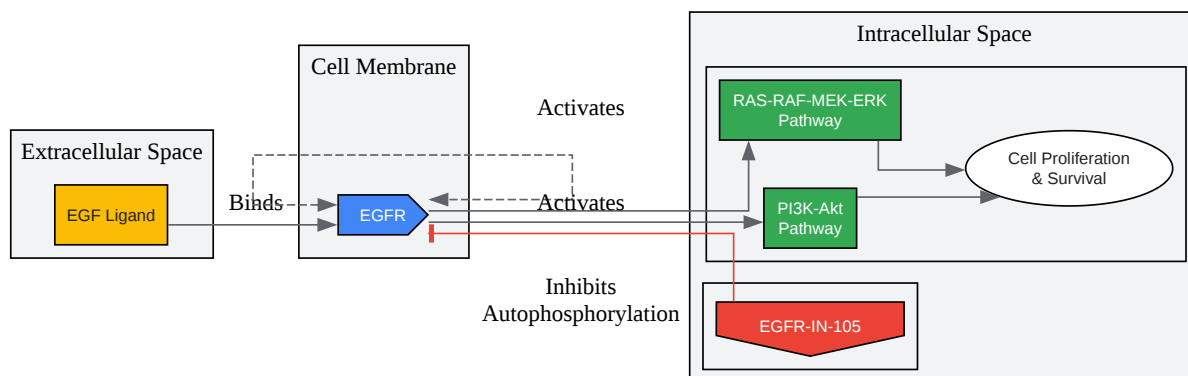 Extracellular Space
EGF Ligand
Binds
Cell Membrane
EGFR
Activates
Activates
Inhibits
Autophosphorylation
Intracellular Space
RAS-RAF-MEK-ERK
Pathway
PI3K-Akt
Pathway
Cell Proliferation
& Survival
EGFR-IN-105